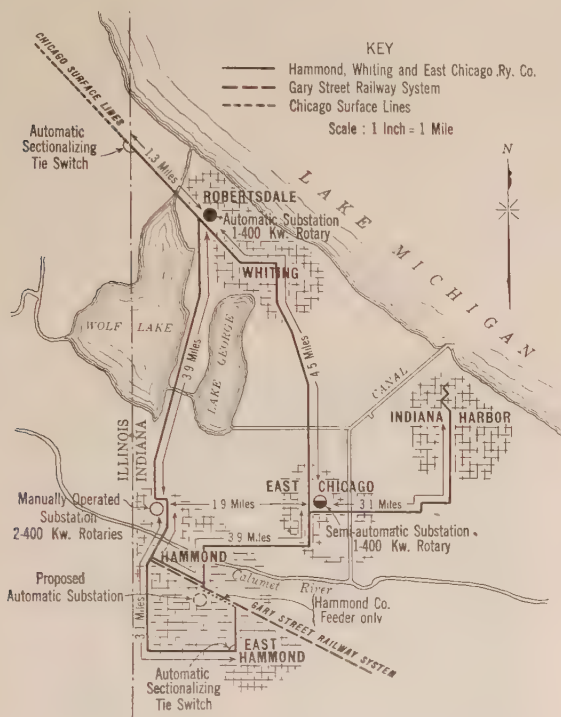 KEY
Hammond, Whiting and East Chicago Ry. Co.
Gary Street Railway System
Chicago Surface Lines
Scale : 1 Inch = 1 Mile
CHICAGO SURFACE LINES
Automatic
Sectionalizing
Tie Switch
1.3 Miles
N
LAKE MICHIGAN
ROBERTSDALE
Automatic Substation
1-400 Kw. Rotary
WHITING
WOLF LAKE
LAKE GEORGE
3.9 Miles
4.5 Miles
CANAL
INDIANA HARBOR
ILLINOIS
INDIANA
EAST CHICAGO
Manually Operated
Substation
2-400 Kw. Rotaries
1.9 Miles
3.1 Miles
Semi-automatic Substation
1-400 Kw. Rotary
3.9 Miles
HAMMOND
Calumet River
Proposed
Automatic Substation
Hammond Co.
Feeder only
GARY STREET RAILWAY SYSTEM
Miles
EAST
HAMMOND
Automatic
Sectionalizing
Tie Switch